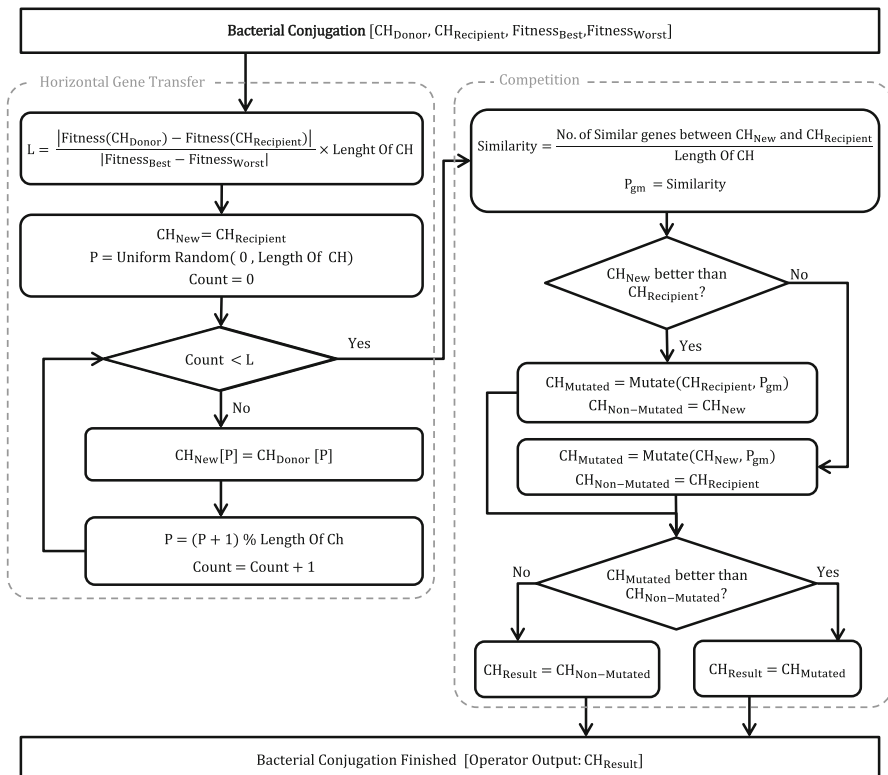 Bacterial Conjugation [CH_Donor, CH_Recipient, Fitness_Best,Fitness_Worst]
Horizontal Gene Transfer
L = |Fitness(CH_Donor) − Fitness(CH_Recipient)| / |Fitness_Best − Fitness_Worst| × Lenght Of CH
CH_New = CH_Recipient
P = Uniform Random( 0 , Length Of CH)
Count = 0
Count < L
Yes
No
CH_New[P] = CH_Donor [P]
P = (P + 1) % Length Of Ch
Count = Count + 1
Competition
Similarity = No. of Similar genes between CH_New and CH_Recipient / Length Of CH
P_gm = Similarity
CH_New better than
CH_Recipient?
No
Yes
CH_Mutated = Mutate(CH_Recipient, P_gm)
CH_Non−Mutated = CH_New
CH_Mutated = Mutate(CH_New, P_gm)
CH_Non−Mutated = CH_Recipient
CH_Mutated better than
CH_Non−Mutated?
No
Yes
CH_Result = CH_Non−Mutated
CH_Result = CH_Mutated
Bacterial Conjugation Finished [Operator Output: CH_Result]